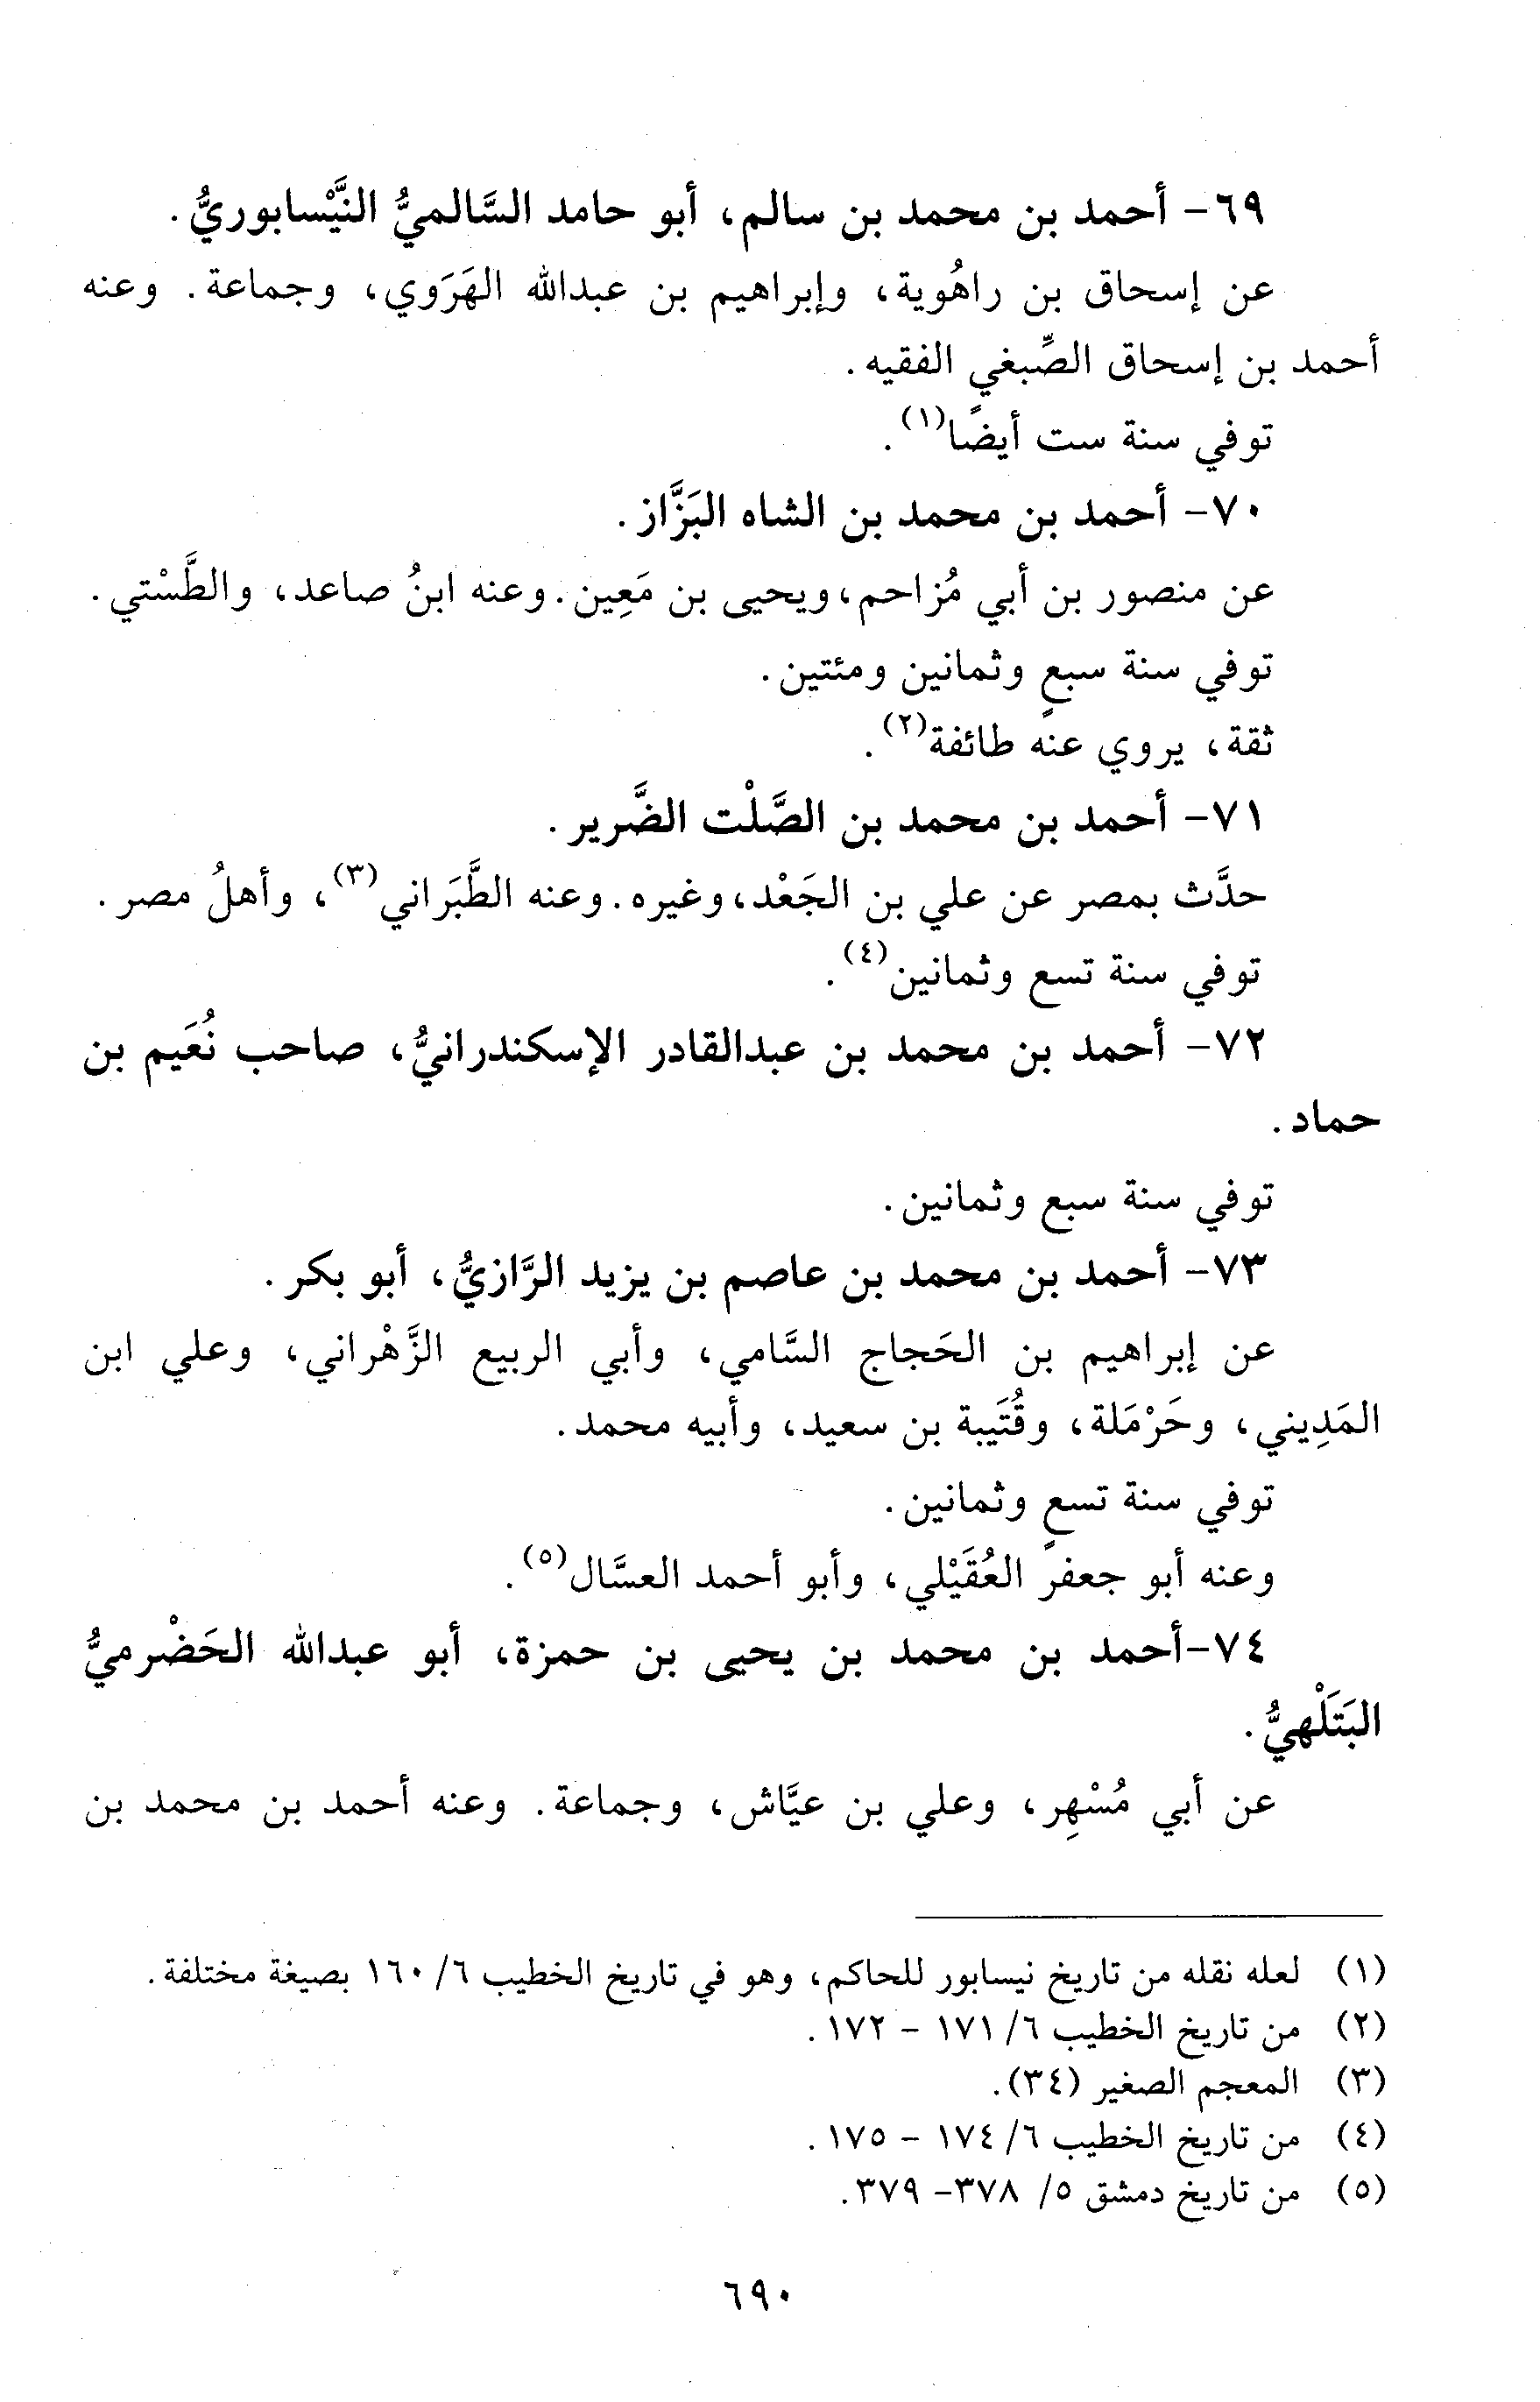 ٦٩- أحمد بن محمد بن سالم، أبو حامد السَّالميُّ النَّيْسابوريُّ.
عن إسحاق بن راهُوية، وإبراهيم بن عبدالله الهَرَوي، وجماعة. وعنه
أحمد بن إسحاق الصِّبغي الفقيه.
توفي سنة ست أيضًا(١).
٧٠- أحمد بن محمد بن الشاه البَزَّاز.
عن منصور بن أبي مُزاحم، ويحيى بن مَعِين. وعنه ابنُ صاعد، والطَّسْتي.
توفي سنة سبعٍ وثمانين ومئتين.
ثقة، يروي عنه طائفة(٢).
٧١- أحمد بن محمد بن الصَّلْت الضَّرير.
حدَّث بمصر عن علي بن الجَعْد، وغيره. وعنه الطَّبَراني(٣)، وأهلُ مصر.
توفي سنة تسع وثمانين(٤).
٧٢- أحمد بن محمد بن عبدالقادر الإسكندرانيُّ، صاحب نُعَيم بن
حماد.
توفي سنة سبع وثمانين.
٧٣- أحمد بن محمد بن عاصم بن يزيد الرَّازيُّ، أبو بكر.
عن إبراهيم بن الحَجاج السَّامي، وأبي الربيع الزَّهْراني، وعلي ابن
المَدِيني، وحَرْمَلة، وقُتَيبة بن سعيد، وأبيه محمد.
توفي سنة تسعٍ وثمانين.
وعنه أبو جعفر العُقَيْلي، وأبو أحمد العسَّال(٥).
٧٤-أحمد بن محمد بن يحيى بن حمزة، أبو عبدالله الحَضْرميُّ
البَتَلْهيُّ.
عن أبي مُسْهِر، وعلي بن عيَّاش، وجماعة. وعنه أحمد بن محمد بن
(١) لعله نقله من تاريخ نيسابور للحاكم، وهو في تاريخ الخطيب ٦/ ١٦٠ بصيغة مختلفة.
(٢) من تاريخ الخطيب ٦/ ١٧١ - ١٧٢.
(٣) المعجم الصغير (٣٤).
(٤) من تاريخ الخطيب ٦/ ١٧٤ - ١٧٥.
(٥) من تاريخ دمشق ٥/ ٣٧٨- ٣٧٩.
٦٩٠